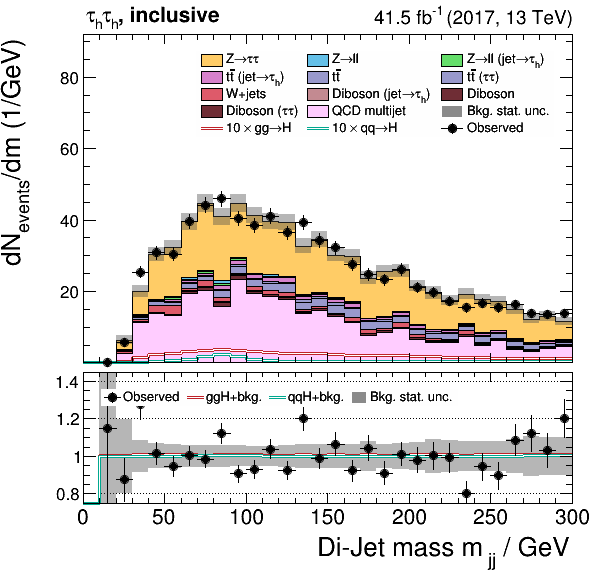 τₕτₕ, inclusive 41.5 fb⁻¹ (2017, 13 TeV)
dN_events/dm (1/GeV)
Z→ττ Z→ll Z→ll (jet→τₕ)
tt̄ (jet→τₕ) tt̄ tt̄ (ττ)
W+jets Diboson (jet→τₕ) Diboson
Diboson (ττ) QCD multijet Bkg. stat. unc.
10 × gg→H 10 × qq→H Observed
80
60
40
20
Observed ggH+bkg. qqH+bkg. Bkg. stat. unc.
1.4
1.2
1
0.8
0 50 100 150 200 250 300
Di-Jet mass m_jj / GeV